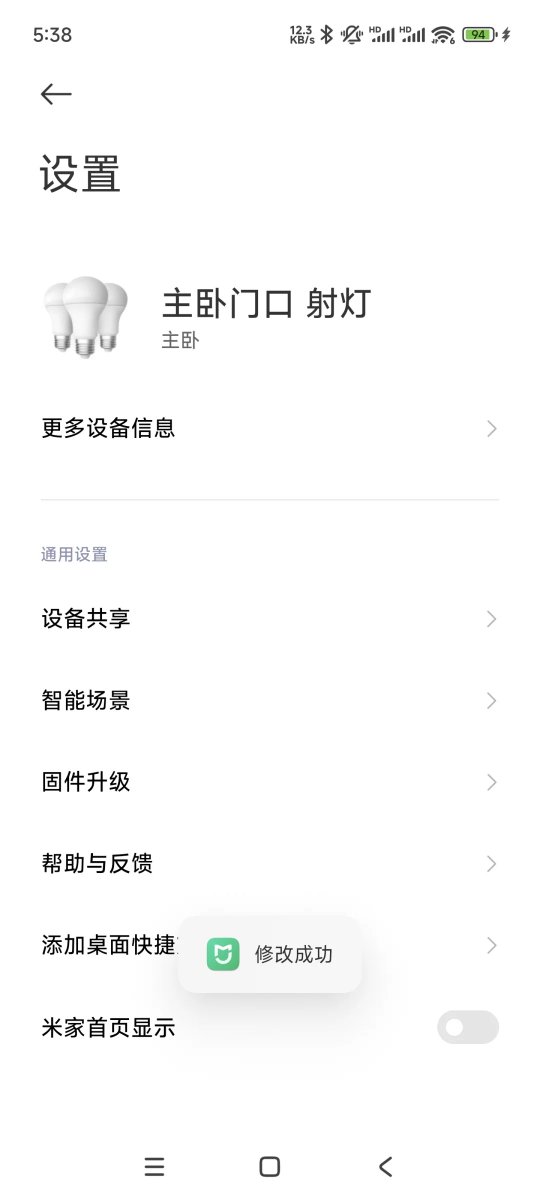 5:38
12.3
KB/s
HD
HD
6
94
设置
主卧门口 射灯
主卧
更多设备信息
通用设置
设备共享
智能场景
固件升级
帮助与反馈
添加桌面快捷
修改成功
米家首页显示